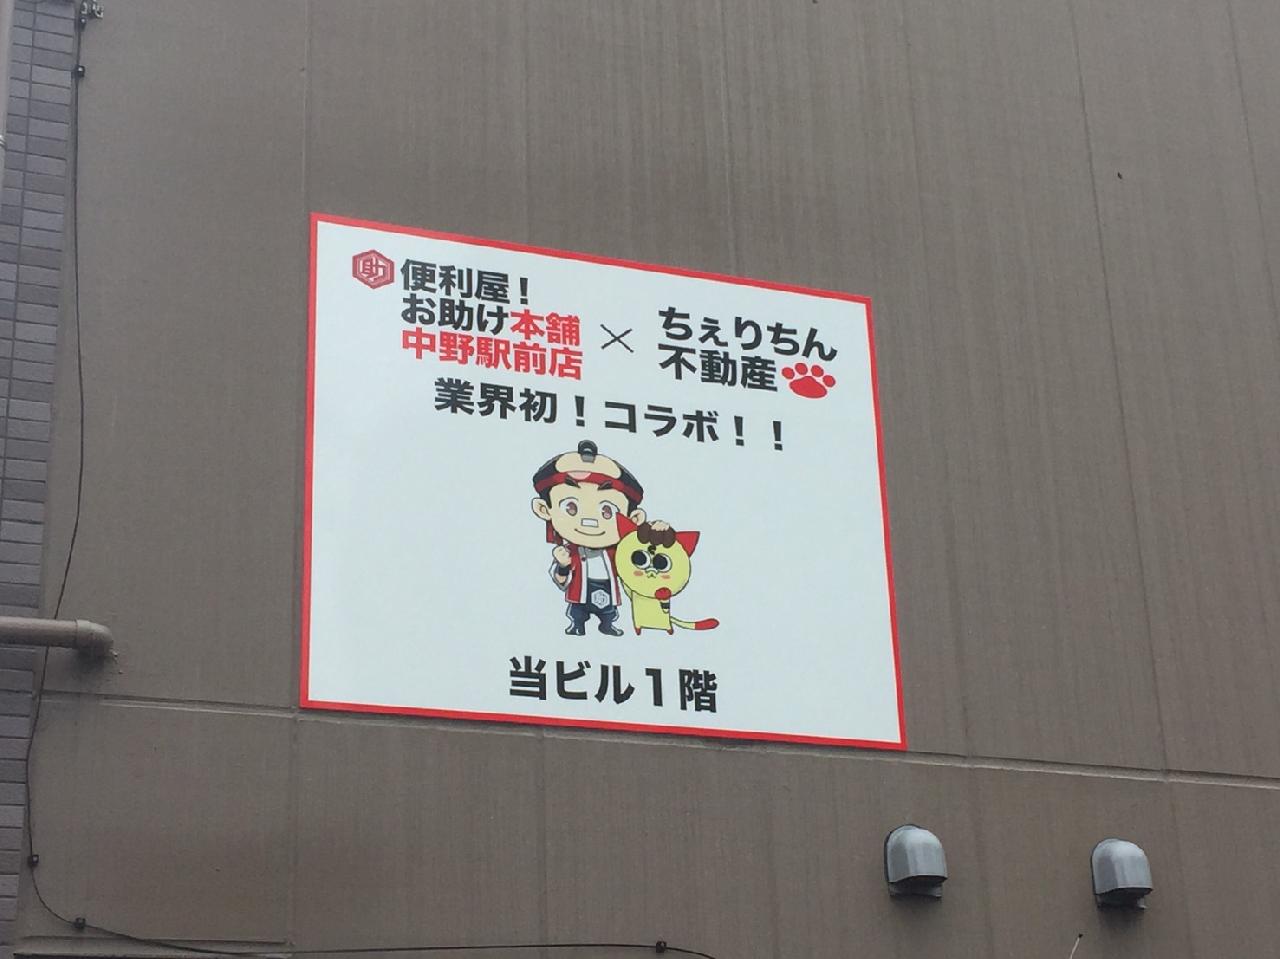 助
便利屋！
お助け本舗
中野駅前店
×
ちぇりちん
不動産
業界初！コラボ！！
当ビル１階